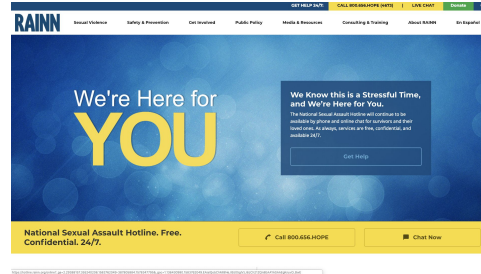 GET HELP 24/7: CALL 800.656.HOPE (4673) | LIVE CHAT Donate
RAINN Sexual Violence Safety & Prevention Get Involved Public Policy Media & Resources Consulting & Training About RAINN En Español
We're Here for
YOU
We Know this is a Stressful Time,
and We're Here for You.
The National Sexual Assault Hotline will continue to be
available by phone and online chat for survivors and their
loved ones. As always, services are free, confidential, and
available 24/7.
Get Help
National Sexual Assault Hotline. Free.
Confidential. 24/7.
Call 800.656.HOPE
Chat Now